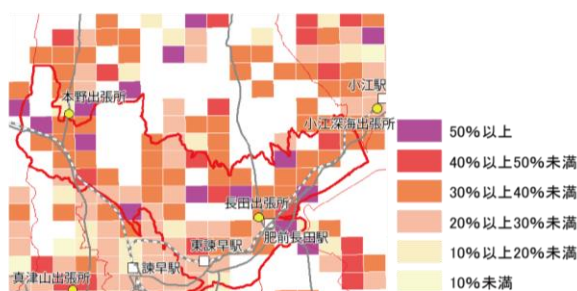 小江駅
本野出張所
小江深海出張所
長田出張所
東諫早駅
肥前長田駅
諫早駅
真津山出張所
50%以上
40%以上50%未満
30%以上40%未満
20%以上30%未満
10%以上20%未満
10%未満